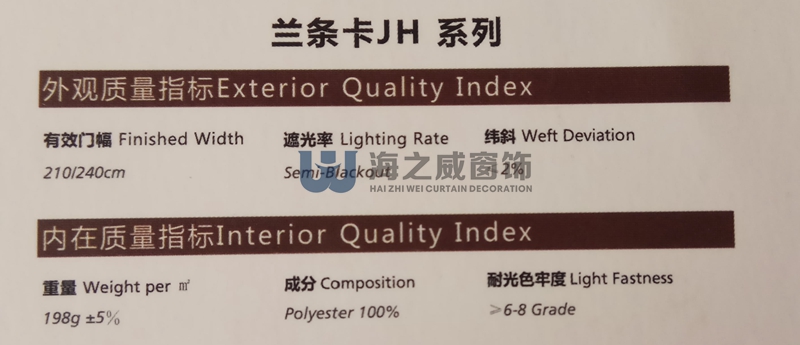 兰条卡JH 系列
外观质量指标Exterior Quality Index
有效门幅 Finished Width 遮光率 Lighting Rate 纬斜 Weft Deviation
210/240cm Semi-Blackout 2%
海之威窗饰
HAI ZHI WEI CURTAIN DECORATION
内在质量指标Interior Quality Index
重量 Weight per ㎡ 成分 Composition 耐光色牢度 Light Fastness
198g ±5% Polyester 100% ≥6-8 Grade